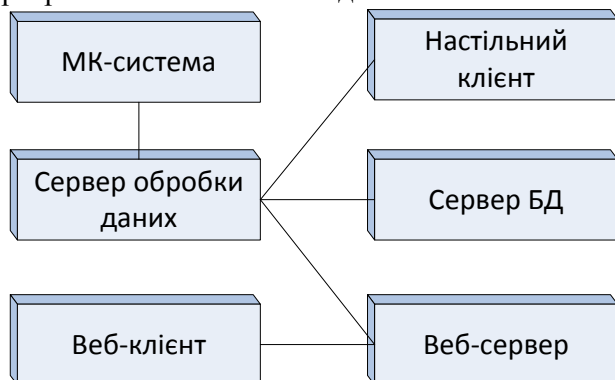 МК-система
Настільний
клієнт
Сервер обробки
даних
Сервер БД
Веб-клієнт
Веб-сервер